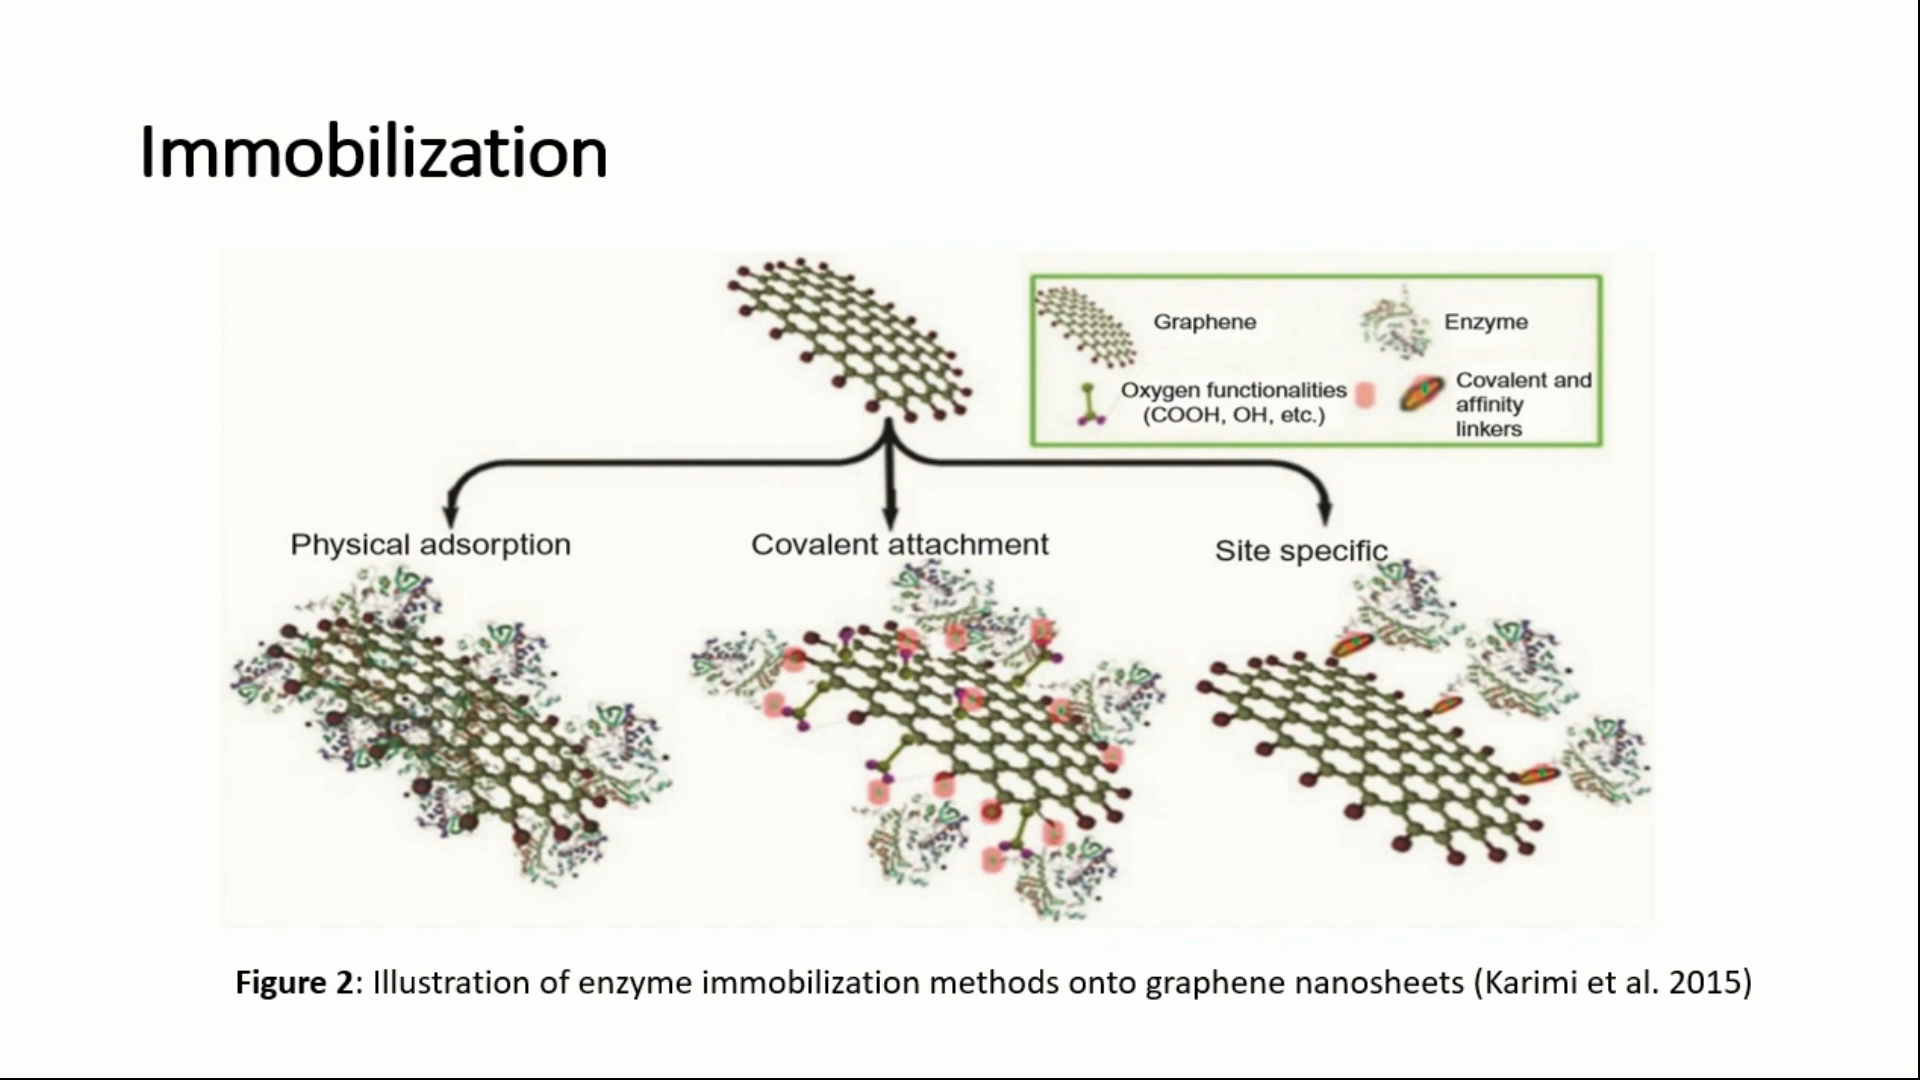 Immobilization
Graphene
Enzyme
Oxygen functionalities
(COOH, OH, etc.)
Covalent and
affinity
linkers
Physical adsorption
Covalent attachment
Site specific
Figure 2: Illustration of enzyme immobilization methods onto graphene nanosheets (Karimi et al. 2015)